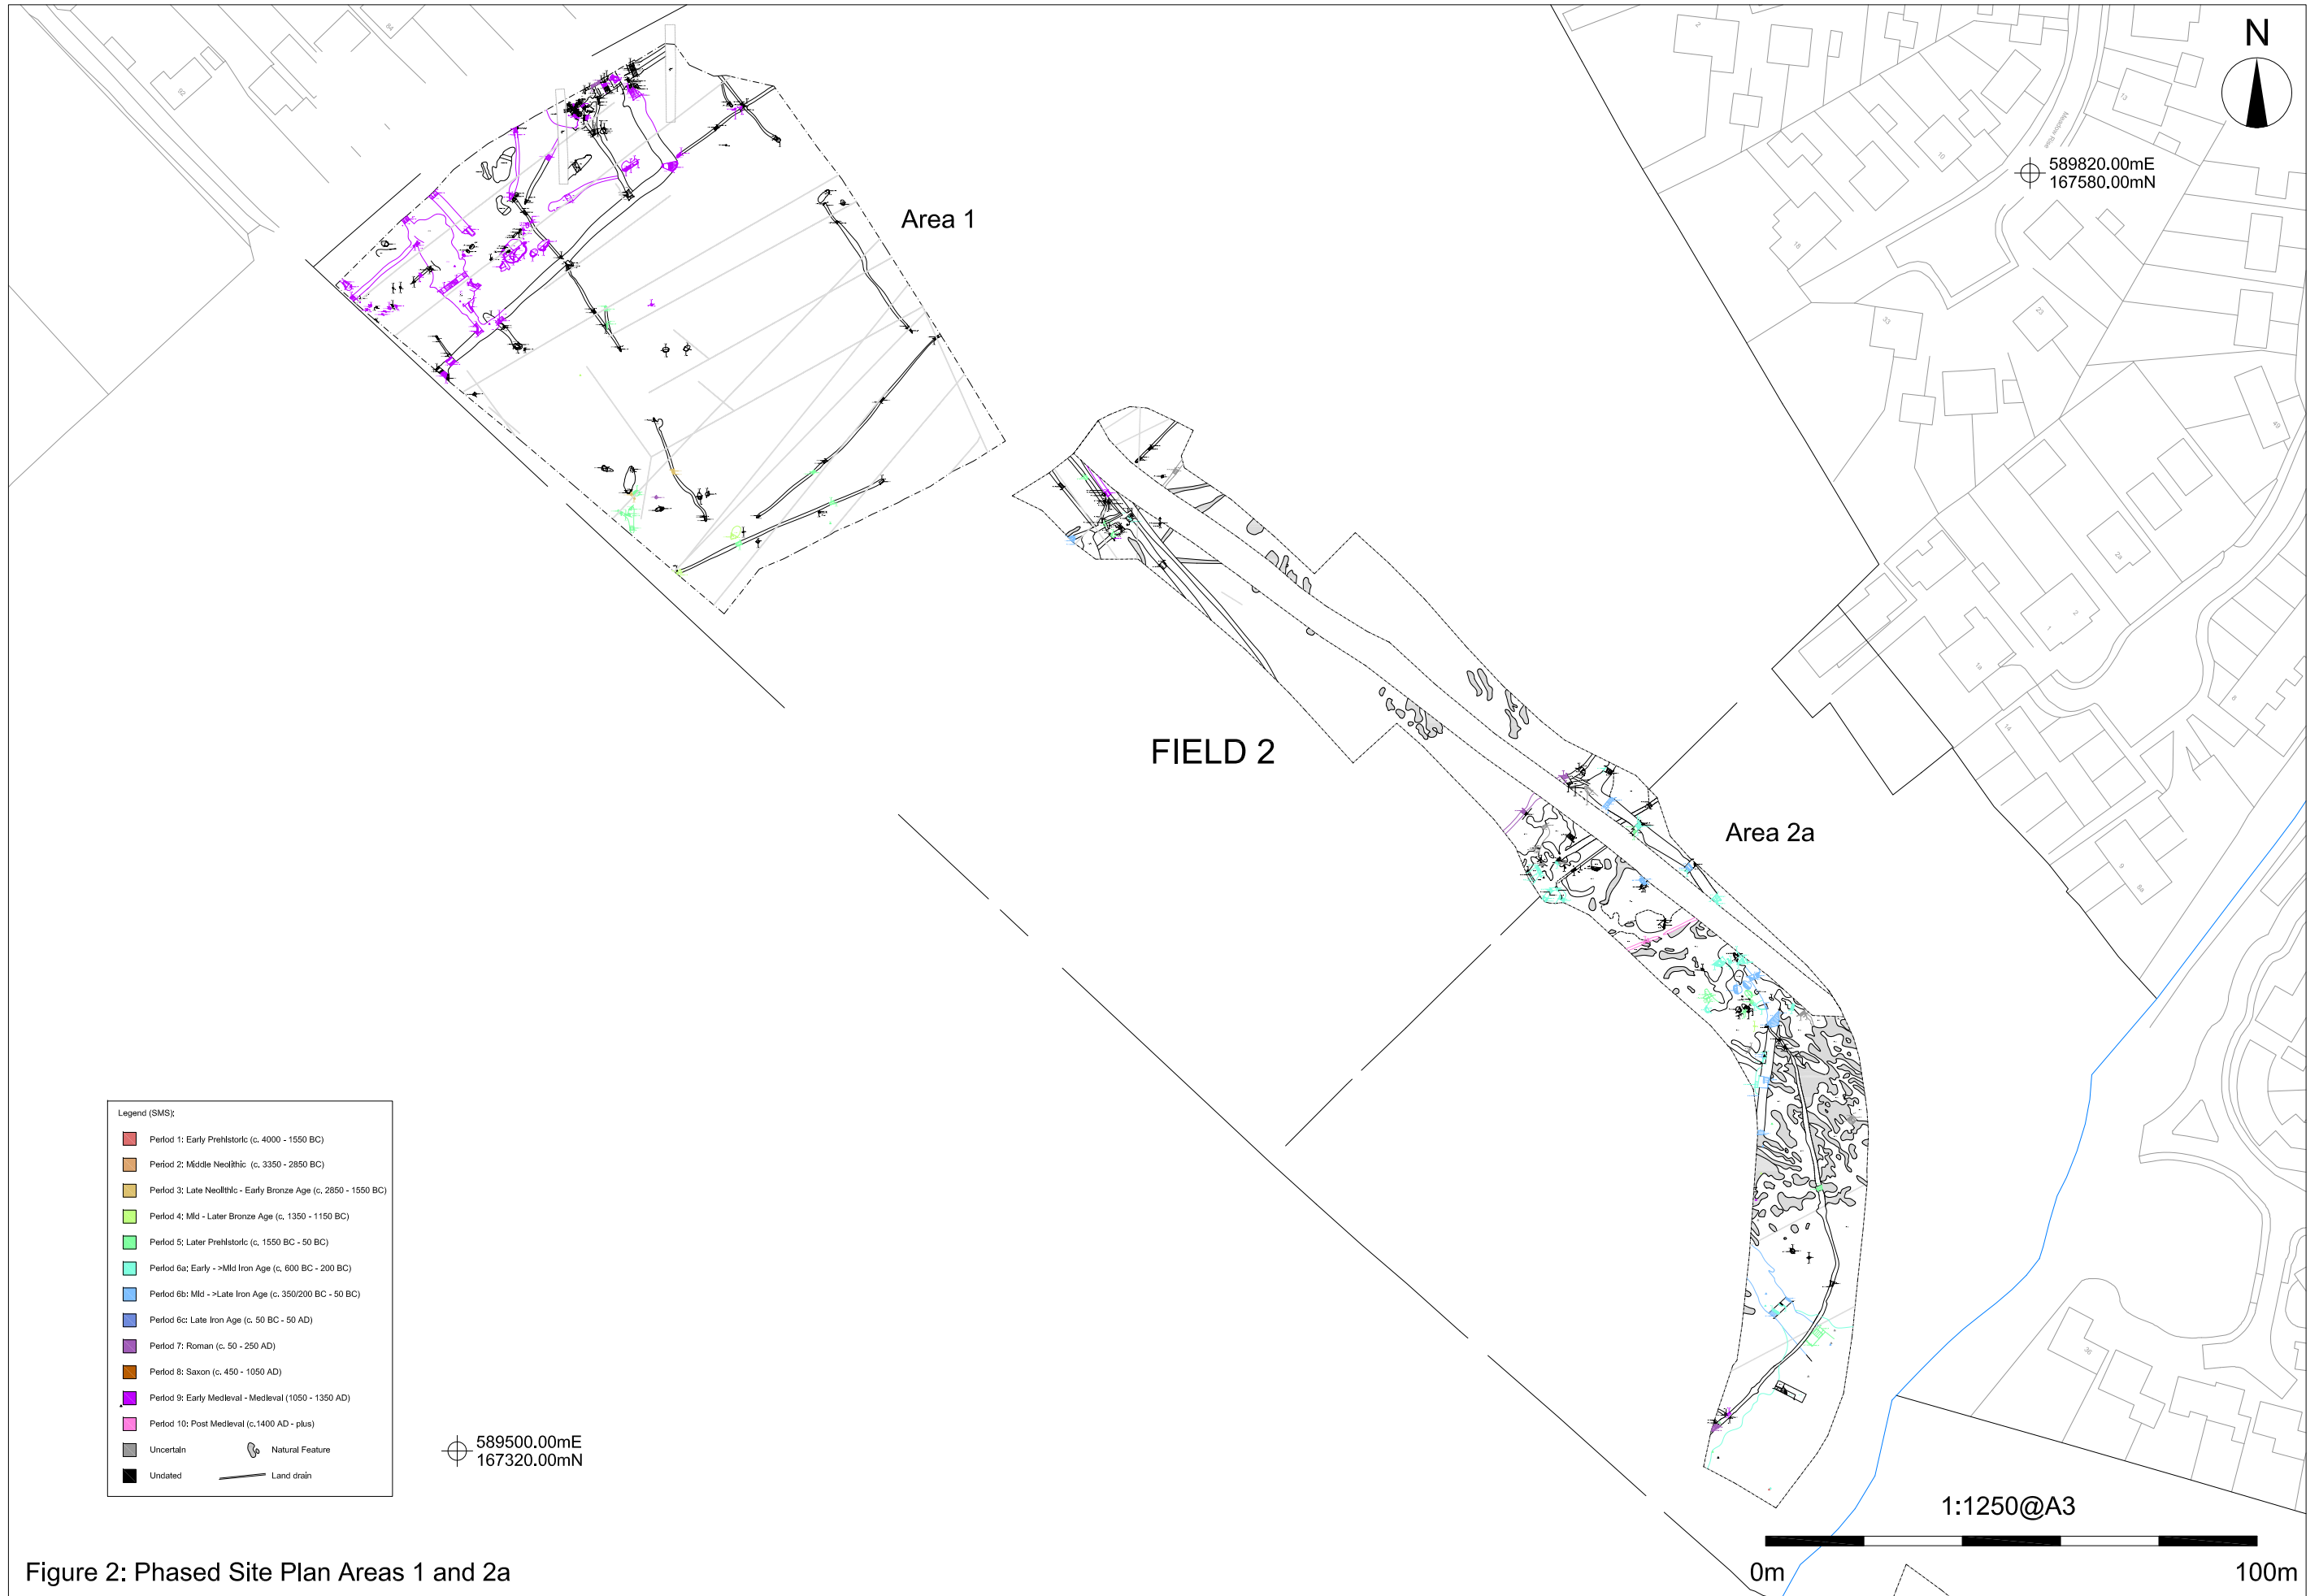 N
589820.00mE
167580.00mN
Meadow Rise
Area 1
FIELD 2
Area 2a
Legend (SMS):
Period 1: Early Prehistoric (c. 4000 - 1550 BC)
Period 2: Middle Neolithic (c. 3350 - 2850 BC)
Period 3: Late Neolithic - Early Bronze Age (c. 2850 - 1550 BC)
Period 4: Mid - Later Bronze Age (c. 1350 - 1150 BC)
Period 5: Later Prehistoric (c. 1550 BC - 50 BC)
Period 6a: Early - >Mid Iron Age (c. 600 BC - 200 BC)
Period 6b: Mid - >Late Iron Age (c. 350/200 BC - 50 BC)
Period 6c: Late Iron Age (c. 50 BC - 50 AD)
Period 7: Roman (c. 50 - 250 AD)
Period 8: Saxon (c. 450 - 1050 AD)
Period 9: Early Medieval - Medieval (1050 - 1350 AD)
Period 10: Post Medieval (c.1400 AD - plus)
Uncertain Natural Feature
Undated Land drain
589500.00mE
167320.00mN
1:1250@A3
0m 100m
Figure 2: Phased Site Plan Areas 1 and 2a